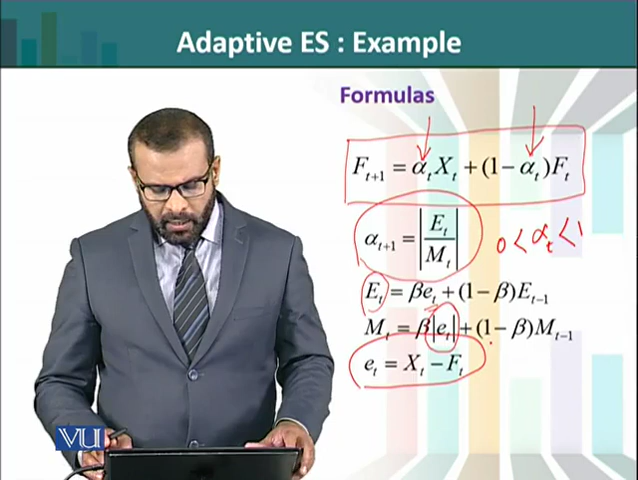 Adaptive ES : Example
Formulas
F_{t+1} = α_t X_t + (1 − α_t)F_t
α_{t+1} = |E_t / M_t|
0 < α_t < 1
E_t = βe_t + (1 − β)E_{t−1}
M_t = β|e_t| + (1 − β)M_{t−1}
e_t = X_t − F_t
VU